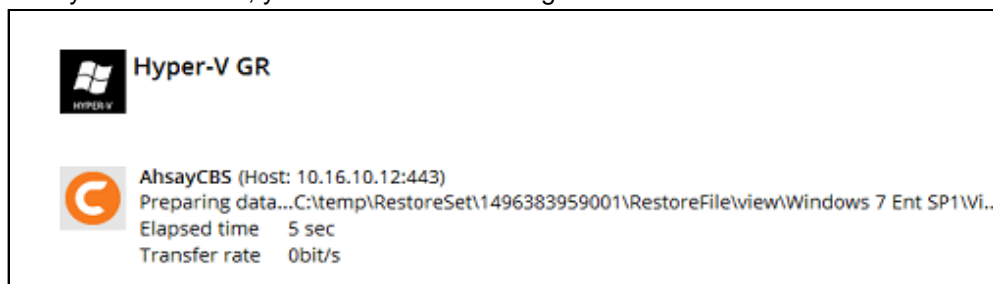 Hyper-V GR
HYPER-V
AhsayCBS (Host: 10.16.10.12:443)
Preparing data...C:\temp\RestoreSet\1496383959001\RestoreFile\view\Windows 7 Ent SP1\Vi...
Elapsed time 5 sec
Transfer rate 0bit/s